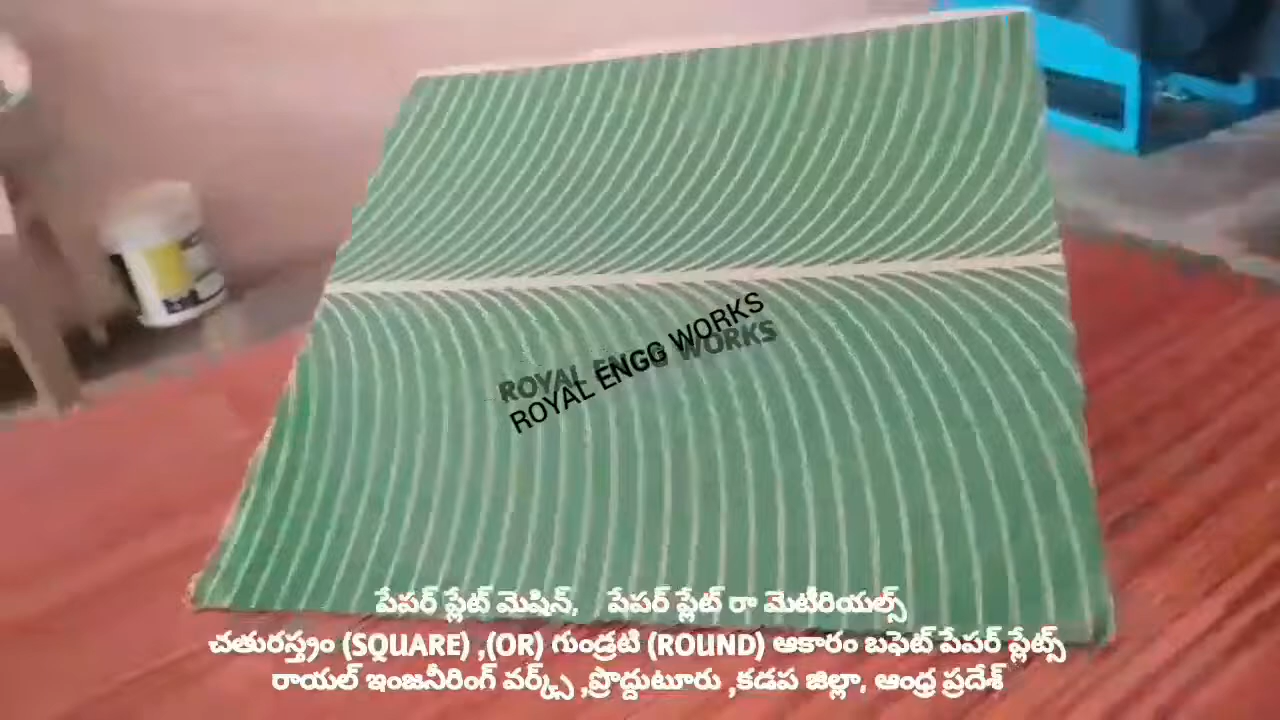 ROYAL ENGG WORKS
ROYAL ENGG WORKS
పేపర్ ప్లేట్ మెషిన్, పేపర్ ప్లేట్ రా మెటీరియల్స్
చతురస్త్రం (SQUARE) ,(OR) గుండ్రటి (ROUND) ఆకారం బఫెట్ పేపర్ ప్లేట్స్
రాయల్ ఇంజనీరింగ్ వర్క్స్ ,ప్రొద్దుటూరు ,కడప జిల్లా, ఆంధ్ర ప్రదేశ్